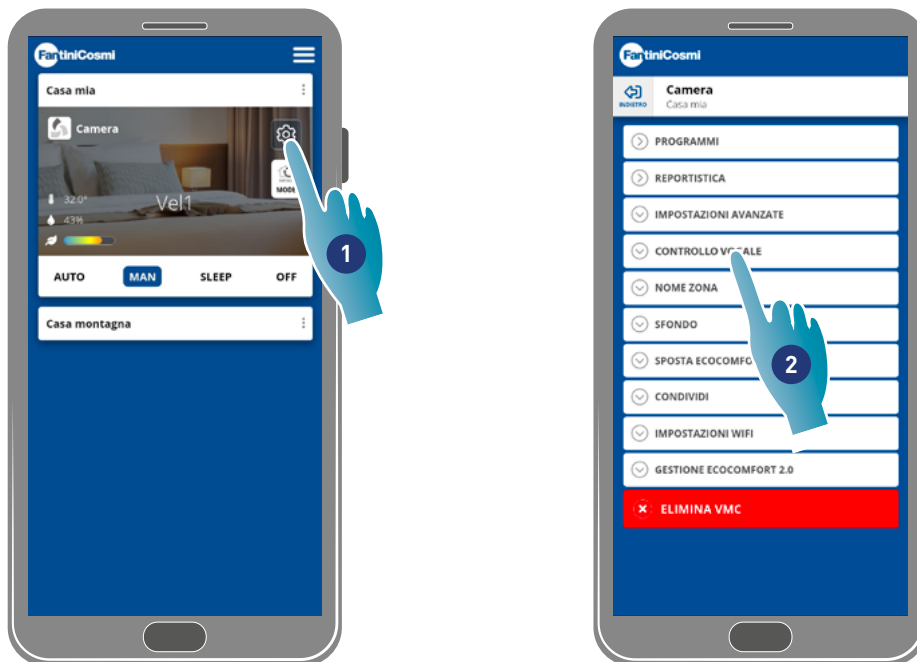 FantiniCosmi
Casa mia
Camera
MODE
32.0°
Vel1
43%
AUTO MAN SLEEP OFF
Casa montagna
1
FantiniCosmi
INDIETRO
Camera
Casa mia
PROGRAMMI
REPORTISTICA
IMPOSTAZIONI AVANZATE
CONTROLLO VOCALE
NOME ZONA
SFONDO
SPOSTA ECOCOMFO
2
CONDIVIDI
IMPOSTAZIONI WIFI
GESTIONE ECOCOMFORT 2.0
ELIMINA VMC